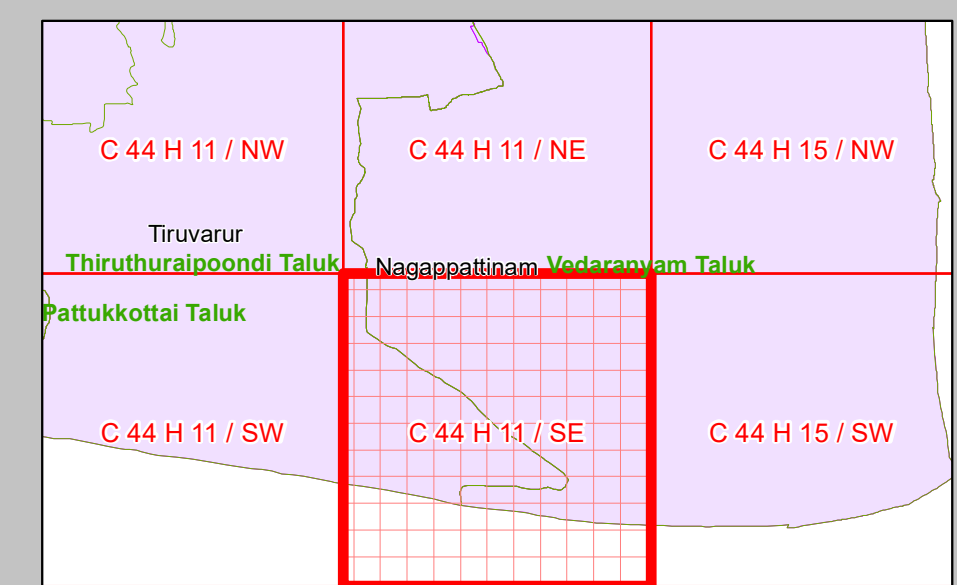 C 44 H 11 / NW
C 44 H 11 / NE
C 44 H 15 / NW
Tiruvarur
Thiruthuraipoondi Taluk
Nagappattinam
Vedaranyam Taluk
Pattukkottai Taluk
C 44 H 11 / SW
C 44 H 11 / SE
C 44 H 15 / SW